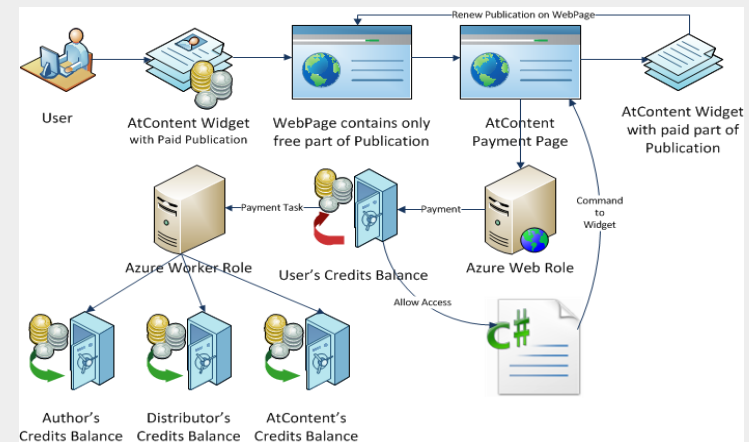 Renew Publication on WebPage
User
AtContent Widget
with Paid Publication
WebPage contains only
free part of Publication
AtContent
Payment Page
AtContent Widget
with paid part of
Publication
Command
to
Widget
Payment Task
Payment
Azure Worker Role
User's Credits Balance
Azure Web Role
Allow Access
C#
Author's
Credits Balance
Distributor's
Credits Balance
AtContent's
Credits Balance